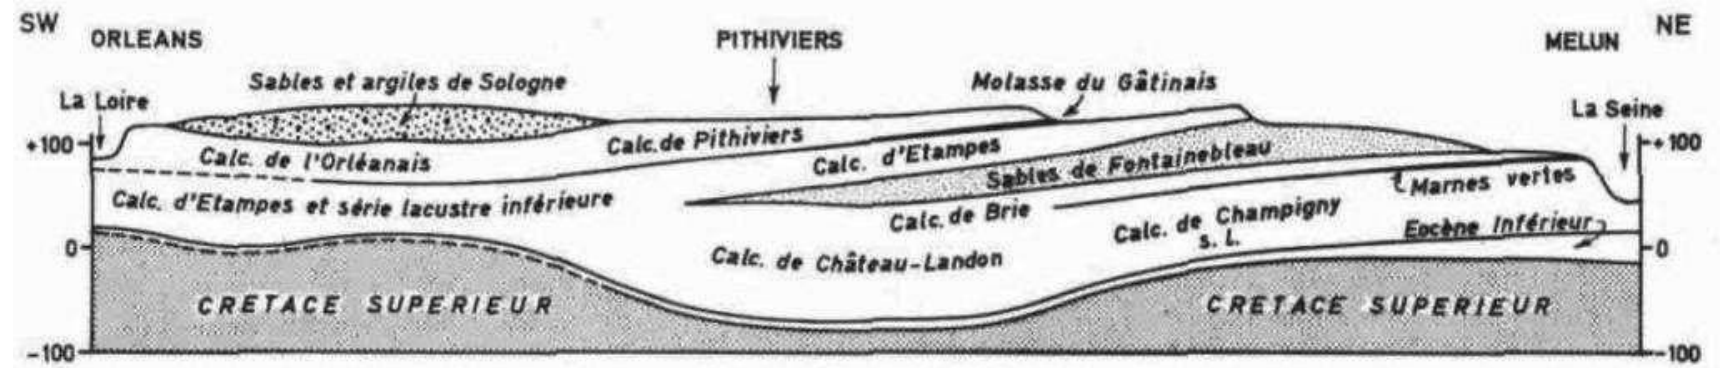 SW
NE
ORLEANS
PITHIVIERS
MELUN
Sables et argiles de Sologne
Molasse du Gâtinais
La Loire
La Seine
+100
+100
Calc. de Pithiviers
Calc. de l'Orléanais
Calc. d'Etampes
Sables de Fontainebleau
Marnes vertes
Calc. d'Etampes et série lacustre inférieure
Calc. de Brie
Calc. de Champigny
s. l.
Eocène Inférieur
0
0
Calc. de Château-Landon
CRETACE SUPERIEUR
CRETACE SUPERIEUR
-100
-100